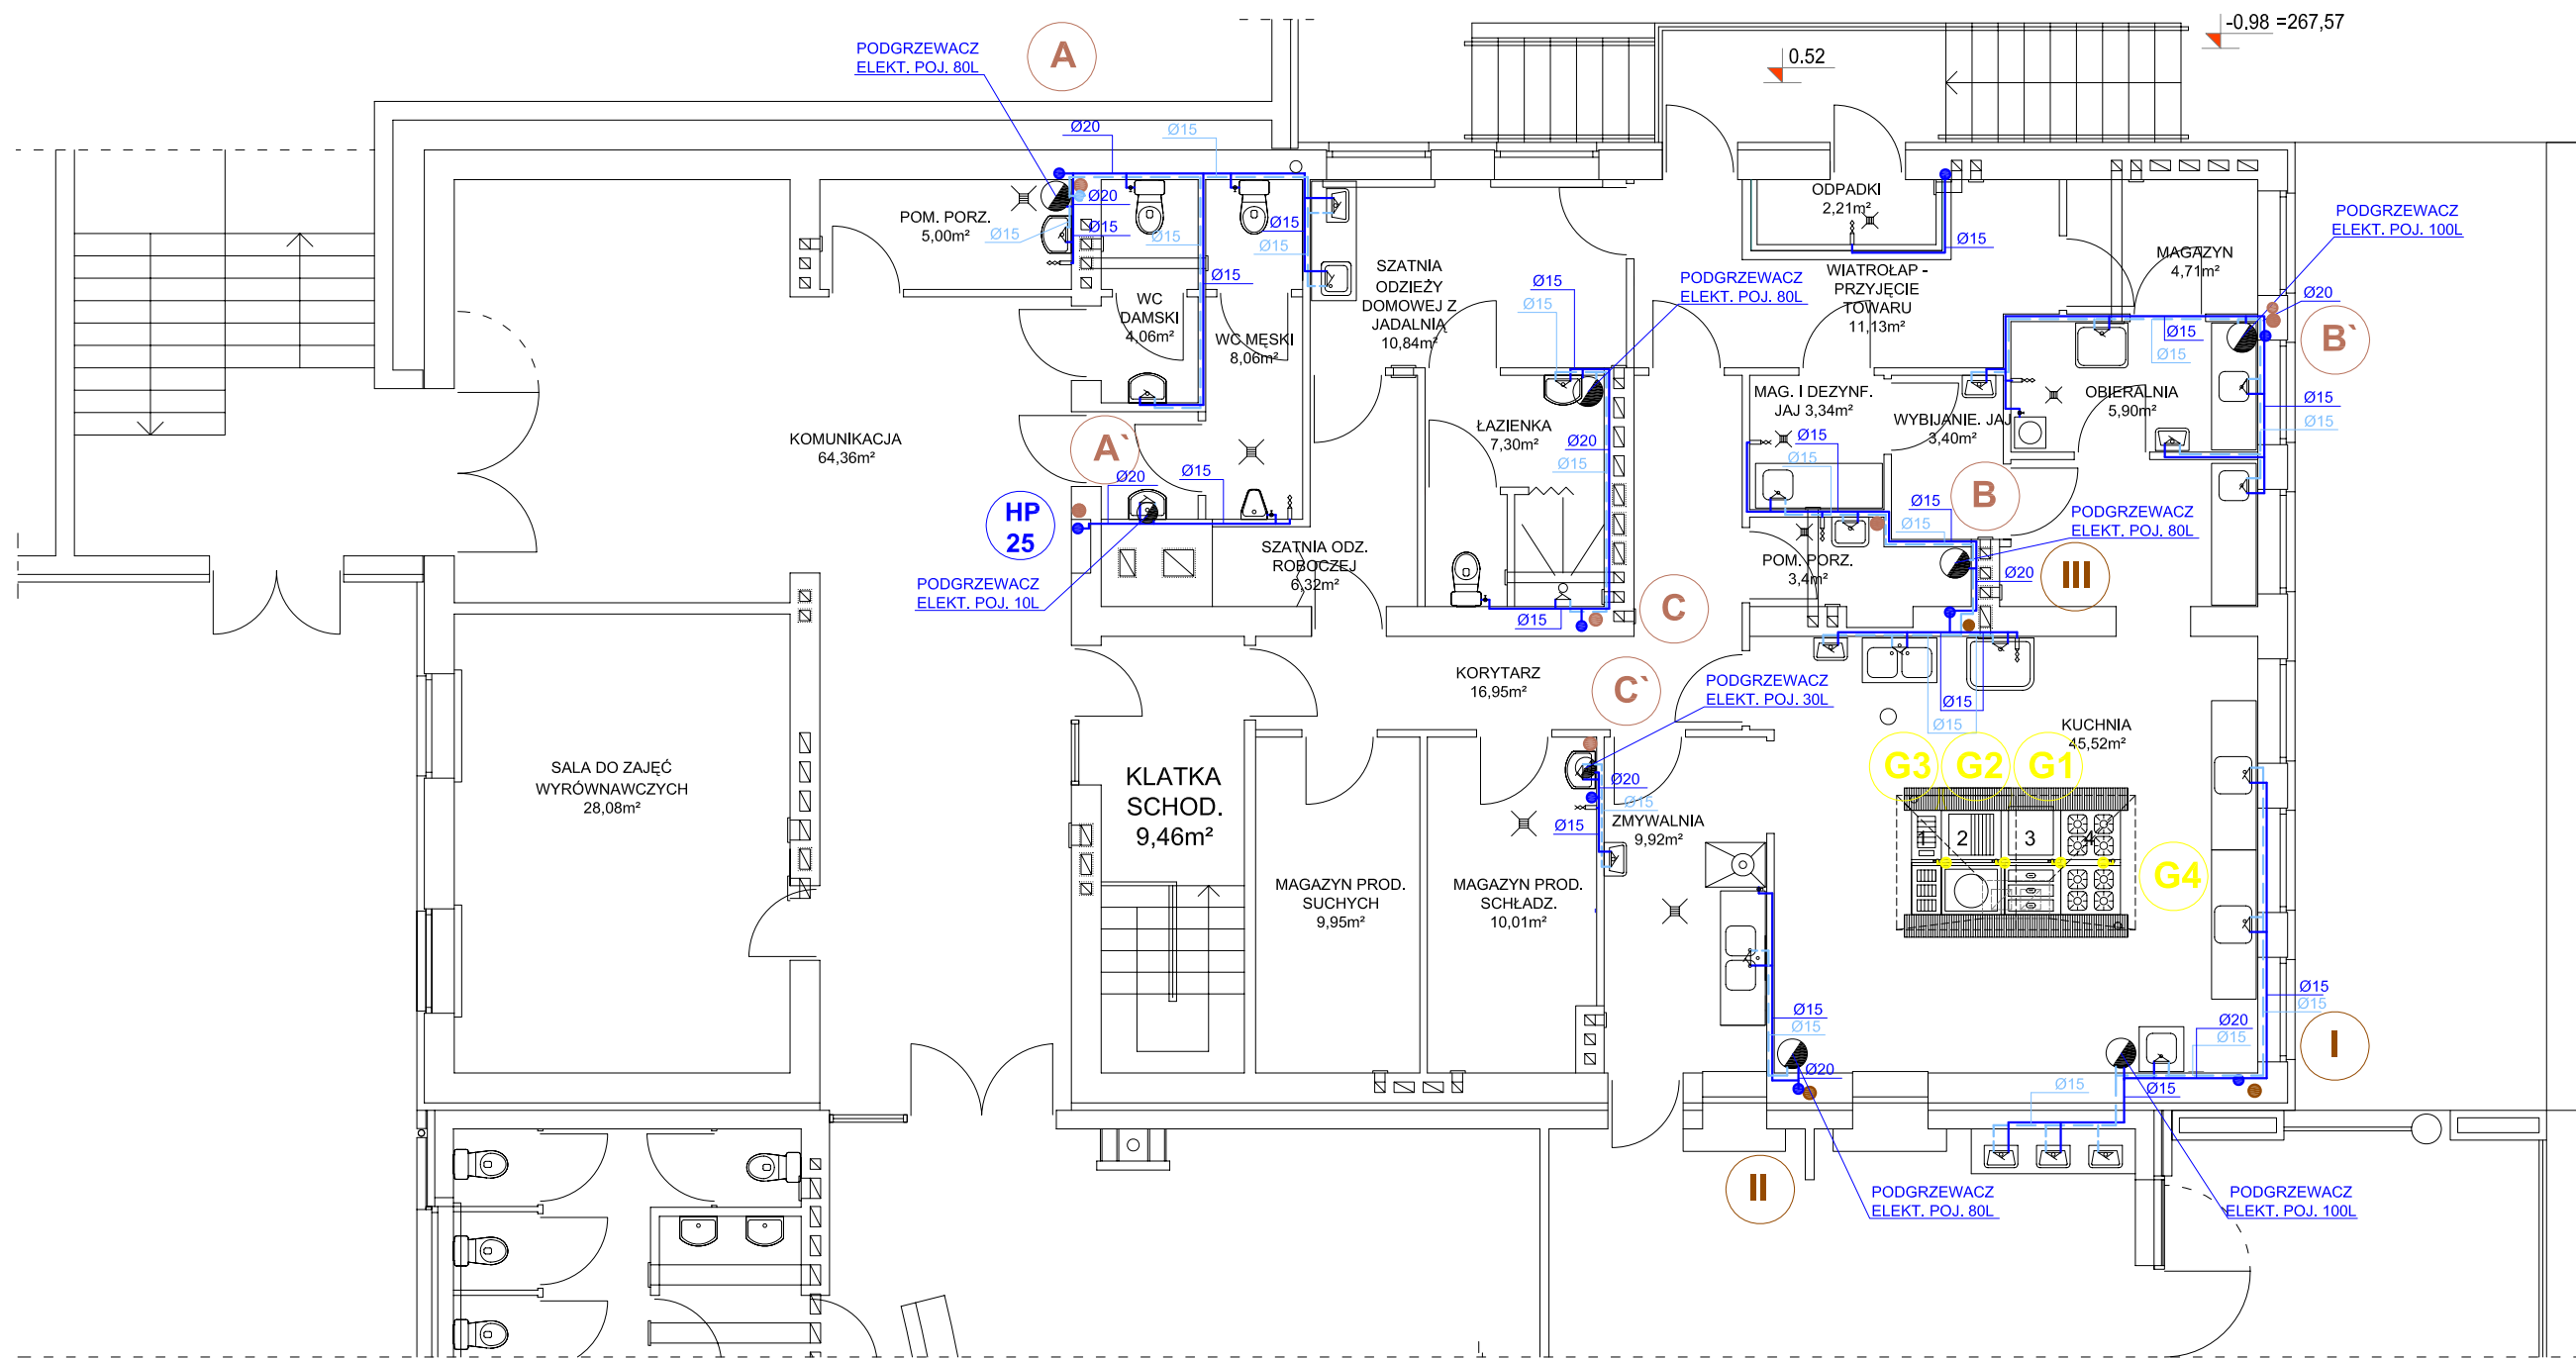 -0.98 =267,57
0.52
PODGRZEWACZ
ELEKT. POJ. 80L
A
Ø20
Ø15
POM. PORZ.
5,00m²
Ø15
Ø20
Ø15
Ø15
Ø15
Ø15
Ø15
WC
DAMSKI
4,06m²
WC MĘSKI
8,06m²
SZATNIA
ODZIEŻY
DOMOWEJ Z
JADALNIĄ
10,84m²
Ø15
Ø15
PODGRZEWACZ
ELEKT. POJ. 80L
ODPADKI
2,21m²
Ø15
WIATROŁAP -
PRZYJĘCIE
TOWARU
11,13m²
MAGAZYN
4,71m²
PODGRZEWACZ
ELEKT. POJ. 100L
Ø20
B`
Ø15
Ø15
OBIERALNIA
5,90m²
Ø15
Ø15
MAG. I DEZYNF.
JAJ 3,34m²
WYBIJANIE. JAJ
3,40m²
Ø15
Ø15
ŁAZIENKA
7,30m²
Ø20
Ø15
KOMUNIKACJA
64,36m²
A`
Ø20
Ø15
HP
25
PODGRZEWACZ
ELEKT. POJ. 10L
SZATNIA ODZ.
ROBOCZEJ
6,32m²
Ø15
B
Ø15
Ø15
PODGRZEWACZ
ELEKT. POJ. 80L
POM. PORZ.
3,4m²
Ø20
III
C
KORYTARZ
16,95m²
C`
PODGRZEWACZ
ELEKT. POJ. 30L
Ø15
Ø15
KUCHNIA
45,52m²
G3
G2
G1
SALA DO ZAJĘĆ
WYRÓWNAWCZYCH
28,08m²
KLATKA
SCHOD.
9,46m²
Ø20
Ø15
Ø15
ZMYWALNIA
9,92m²
1
2
3
4
G4
MAGAZYN PROD.
SUCHYCH
9,95m²
MAGAZYN PROD.
SCHŁADZ.
10,01m²
Ø15
Ø15
Ø15
Ø15
Ø20
Ø15
I
Ø20
Ø15
Ø15
II
PODGRZEWACZ
ELEKT. POJ. 80L
PODGRZEWACZ
ELEKT. POJ. 100L